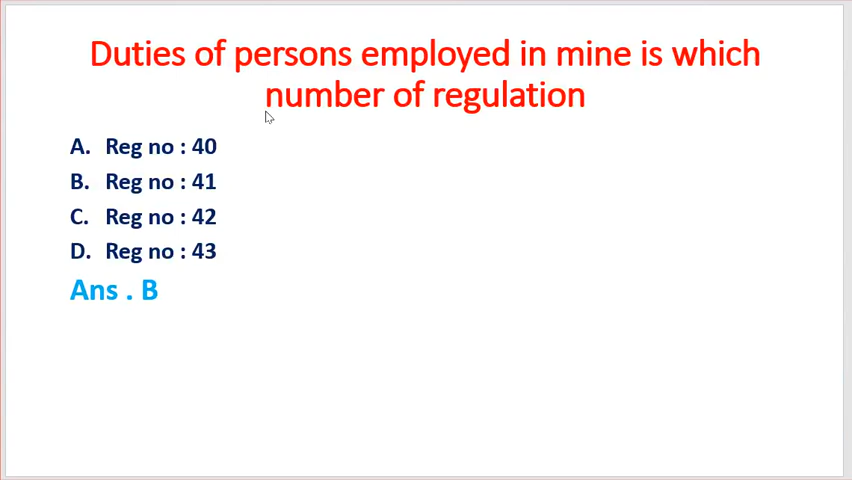 Duties of persons employed in mine is which
number of regulation
A. Reg no : 40
B. Reg no : 41
C. Reg no : 42
D. Reg no : 43
Ans . B